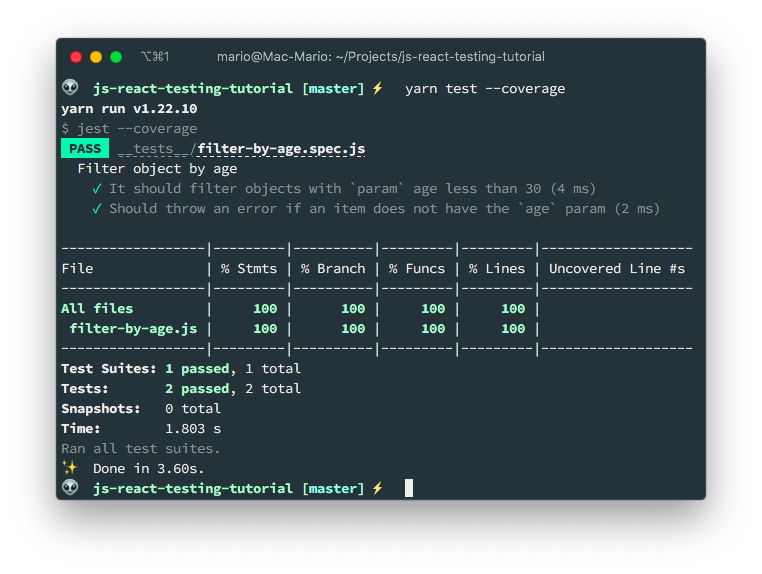 ⌥⌘1 mario@Mac-Mario: ~/Projects/js-react-testing-tutorial
👽 js-react-testing-tutorial [master] ⚡ yarn test --coverage
yarn run v1.22.10
$ jest --coverage
PASS __tests__/filter-by-age.spec.js
Filter object by age
✓ It should filter objects with `param` age less than 30 (4 ms)
✓ Should throw an error if an item does not have the `age` param (2 ms)
------------------|---------|----------|---------|---------|-------------------
File              | % Stmts | % Branch | % Funcs | % Lines | Uncovered Line #s
------------------|---------|----------|---------|---------|-------------------
All files         |     100 |      100 |     100 |     100 |
 filter-by-age.js |     100 |      100 |     100 |     100 |
------------------|---------|----------|---------|---------|-------------------
Test Suites: 1 passed, 1 total
Tests:       2 passed, 2 total
Snapshots:   0 total
Time:        1.803 s
Ran all test suites.
✨ Done in 3.60s.
👽 js-react-testing-tutorial [master] ⚡